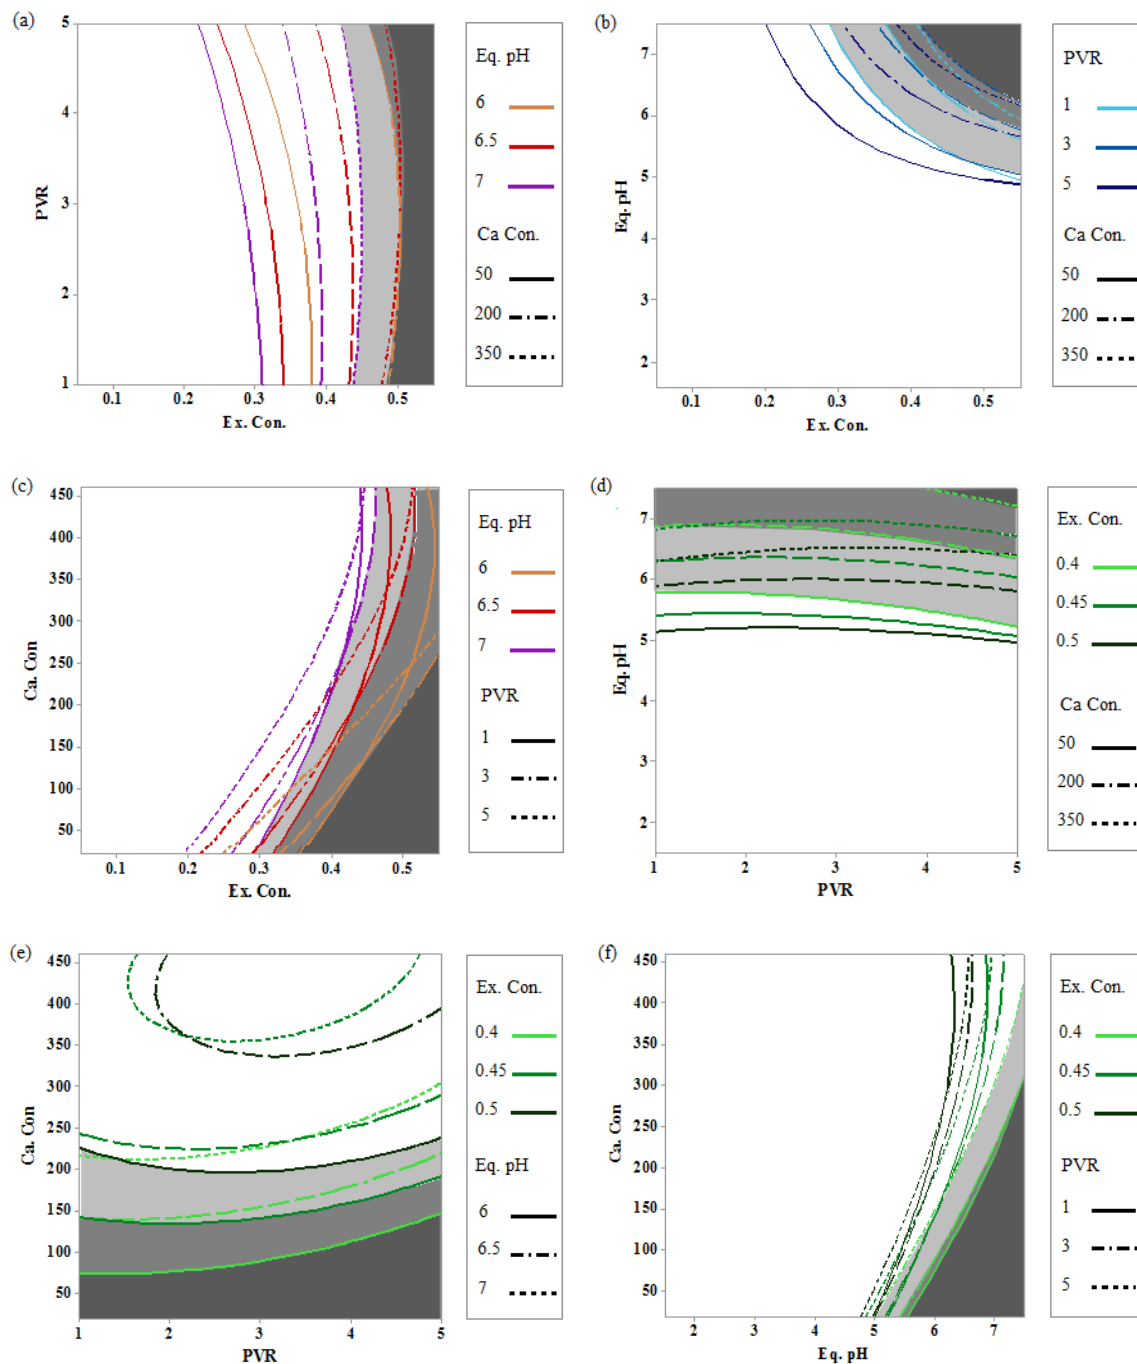 (a)
5
4
3
2
1
PVR
0.1 0.2 0.3 0.4 0.5
Ex. Con.
Eq. pH
6
6.5
7
Ca Con.
50
200
350
(b)
7
6
5
4
3
2
Eq. pH
0.1 0.2 0.3 0.4 0.5
Ex. Con.
PVR
1
3
5
Ca Con.
50
200
350
(c)
450
400
350
300
250
200
150
100
50
Ca. Con
0.1 0.2 0.3 0.4 0.5
Ex. Con.
Eq. pH
6
6.5
7
PVR
1
3
5
(d)
7
6
5
4
3
2
Eq. pH
1 2 3 4 5
PVR
Ex. Con.
0.4
0.45
0.5
Ca Con.
50
200
350
(e)
450
400
350
300
250
200
150
100
50
Ca. Con
1 2 3 4 5
PVR
Ex. Con.
0.4
0.45
0.5
Eq. pH
6
6.5
7
(f)
450
400
350
300
250
200
150
100
50
Ca. Con
2 3 4 5 6 7
Eq. pH
Ex. Con.
0.4
0.45
0.5
PVR
1
3
5